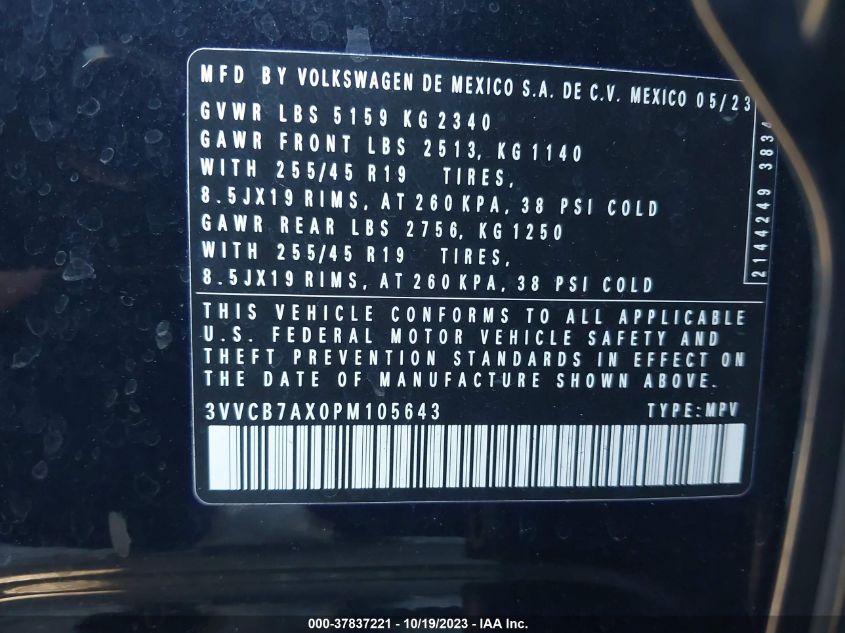 MFD BY VOLKSWAGEN DE MEXICO S.A. DE C.V. MEXICO 05/23
GVWR LBS 5159 KG 2340
GAWR FRONT LBS 2513, KG 1140
WITH 255/45 R19 TIRES,
8.5JX19 RIMS, AT 260 KPA, 38 PSI COLD
GAWR REAR LBS 2756, KG 1250
WITH 255/45 R19 TIRES,
8.5JX19 RIMS, AT 260 KPA, 38 PSI COLD
2144249 3834
THIS VEHICLE CONFORMS TO ALL APPLICABLE
U.S. FEDERAL MOTOR VEHICLE SAFETY AND
THEFT PREVENTION STANDARDS IN EFFECT ON
THE DATE OF MANUFACTURE SHOWN ABOVE.
3VVCB7AX0PM105643 TYPE: MPV
000-37837221 - 10/19/2023 - IAA Inc.